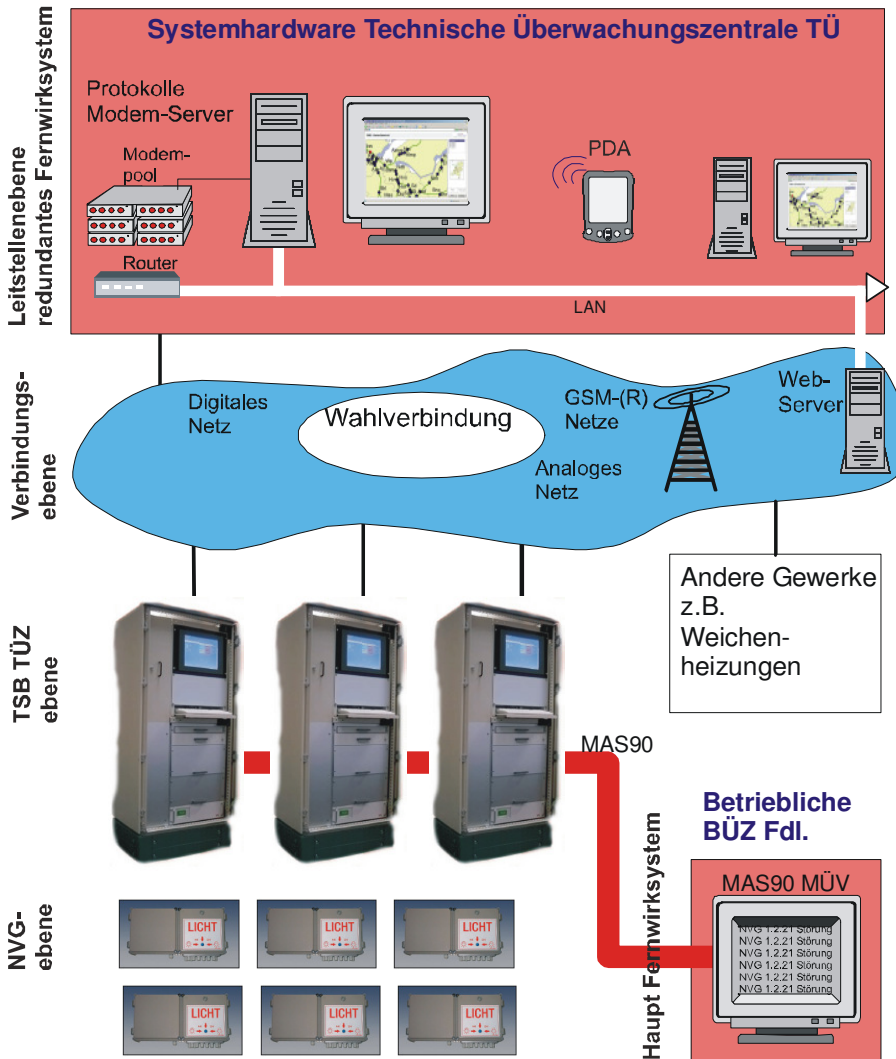 Systemhardware Technische Überwachungszentrale TÜ
Leitstellenebene
redundantes Fernwirksystem
Protokolle
Modem-Server
Modem-
pool
PDA
Router
LAN
Verbindungs-
ebene
Digitales
Netz
Wahlverbindung
GSM-(R)
Netze
Analoges
Netz
Web-
Server
Andere Gewerke
z.B.
Weichen-
heizungen
TSB TÜZ
ebene
MAS90
Haupt Fernwirksystem
Betriebliche
BÜZ Fdl.
MAS90 MÜV
NVG 1.2.21 Störung
NVG 1.2.21 Störung
NVG 1.2.21 Störung
NVG 1.2.21 Störung
NVG 1.2.21 Störung
NVG 1.2.21 Störung
NVG-
ebene
LICHT
LICHT
LICHT
LICHT
LICHT
LICHT